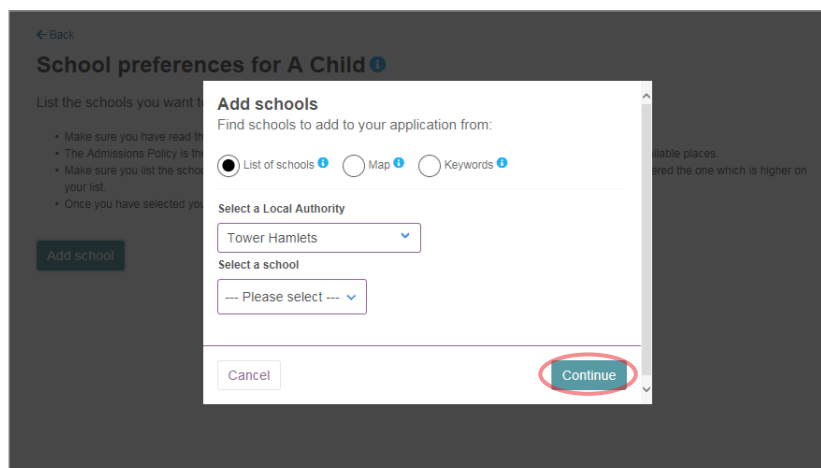 Back
School preferences for A Child
List the schools you want t
Make sure you have read th
The Admissions Policy is the
ilable places.
Make sure you list the schoo
ered the one which is higher on
your list.
Once you have selected you
Add school
Add schools
Find schools to add to your application from:
List of schools Map Keywords
Select a Local Authority
Tower Hamlets
Select a school
--- Please select ---
Cancel Continue